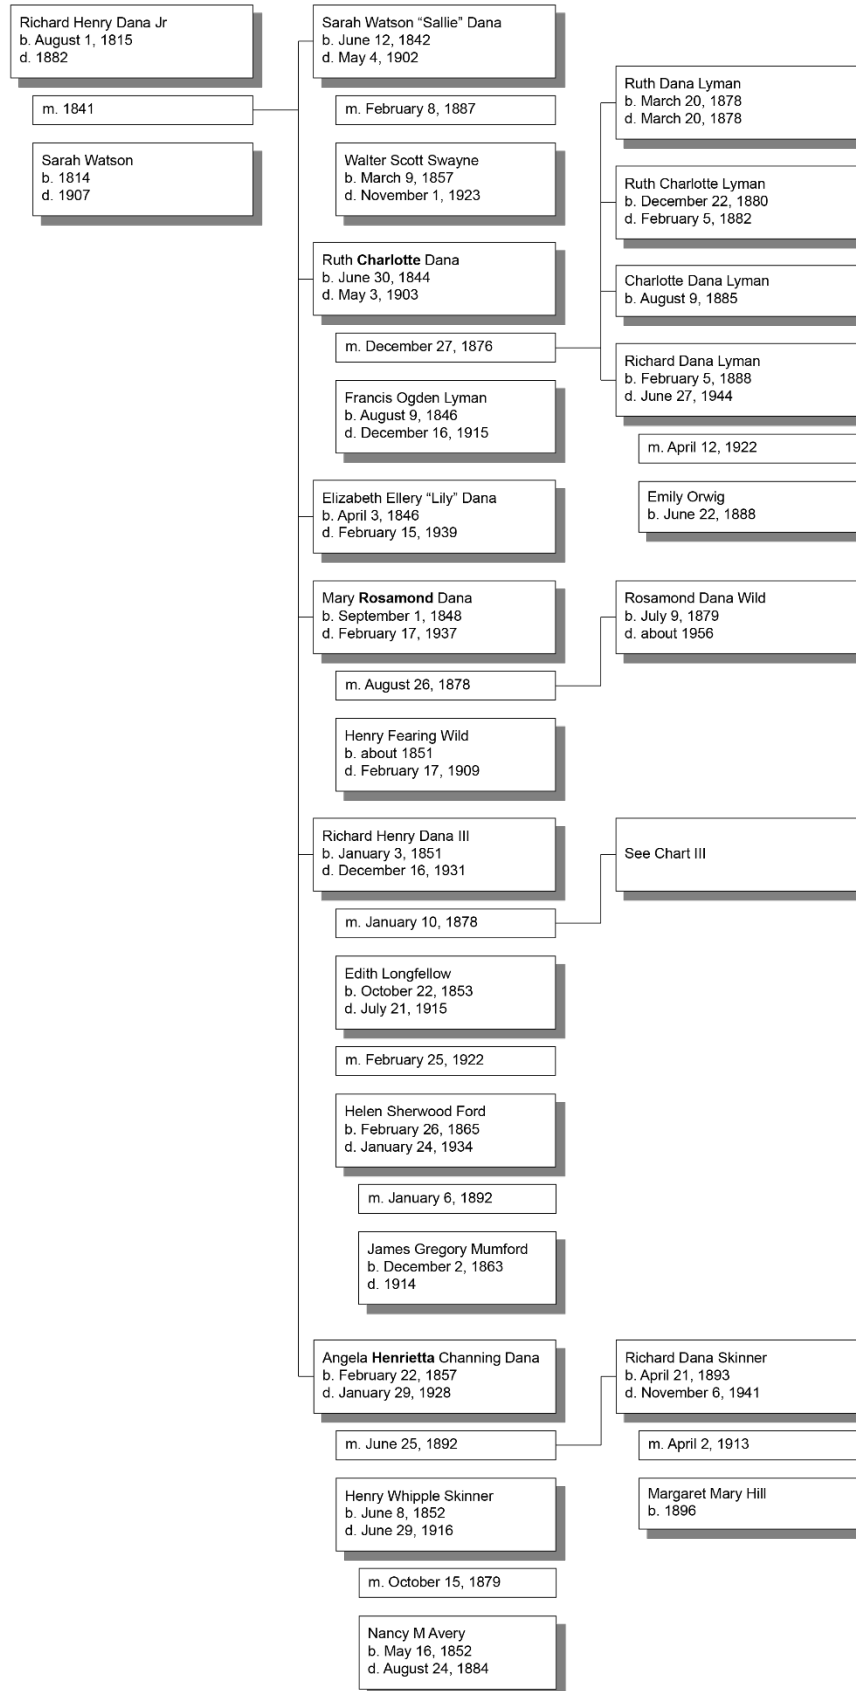 Richard Henry Dana Jr
b. August 1, 1815
d. 1882
m. 1841
Sarah Watson
b. 1814
d. 1907
Sarah Watson “Sallie” Dana
b. June 12, 1842
d. May 4, 1902
m. February 8, 1887
Walter Scott Swayne
b. March 9, 1857
d. November 1, 1923
Ruth Charlotte Dana
b. June 30, 1844
d. May 3, 1903
m. December 27, 1876
Francis Ogden Lyman
b. August 9, 1846
d. December 16, 1915
Ruth Dana Lyman
b. March 20, 1878
d. March 20, 1878
Ruth Charlotte Lyman
b. December 22, 1880
d. February 5, 1882
Charlotte Dana Lyman
b. August 9, 1885
Richard Dana Lyman
b. February 5, 1888
d. June 27, 1944
m. April 12, 1922
Emily Orwig
b. June 22, 1888
Elizabeth Ellery “Lily” Dana
b. April 3, 1846
d. February 15, 1939
Mary Rosamond Dana
b. September 1, 1848
d. February 17, 1937
m. August 26, 1878
Henry Fearing Wild
b. about 1851
d. February 17, 1909
Rosamond Dana Wild
b. July 9, 1879
d. about 1956
Richard Henry Dana III
b. January 3, 1851
d. December 16, 1931
m. January 10, 1878
See Chart III
Edith Longfellow
b. October 22, 1853
d. July 21, 1915
m. February 25, 1922
Helen Sherwood Ford
b. February 26, 1865
d. January 24, 1934
m. January 6, 1892
James Gregory Mumford
b. December 2, 1863
d. 1914
Angela Henrietta Channing Dana
b. February 22, 1857
d. January 29, 1928
m. June 25, 1892
Henry Whipple Skinner
b. June 8, 1852
d. June 29, 1916
m. October 15, 1879
Nancy M Avery
b. May 16, 1852
d. August 24, 1884
Richard Dana Skinner
b. April 21, 1893
d. November 6, 1941
m. April 2, 1913
Margaret Mary Hill
b. 1896